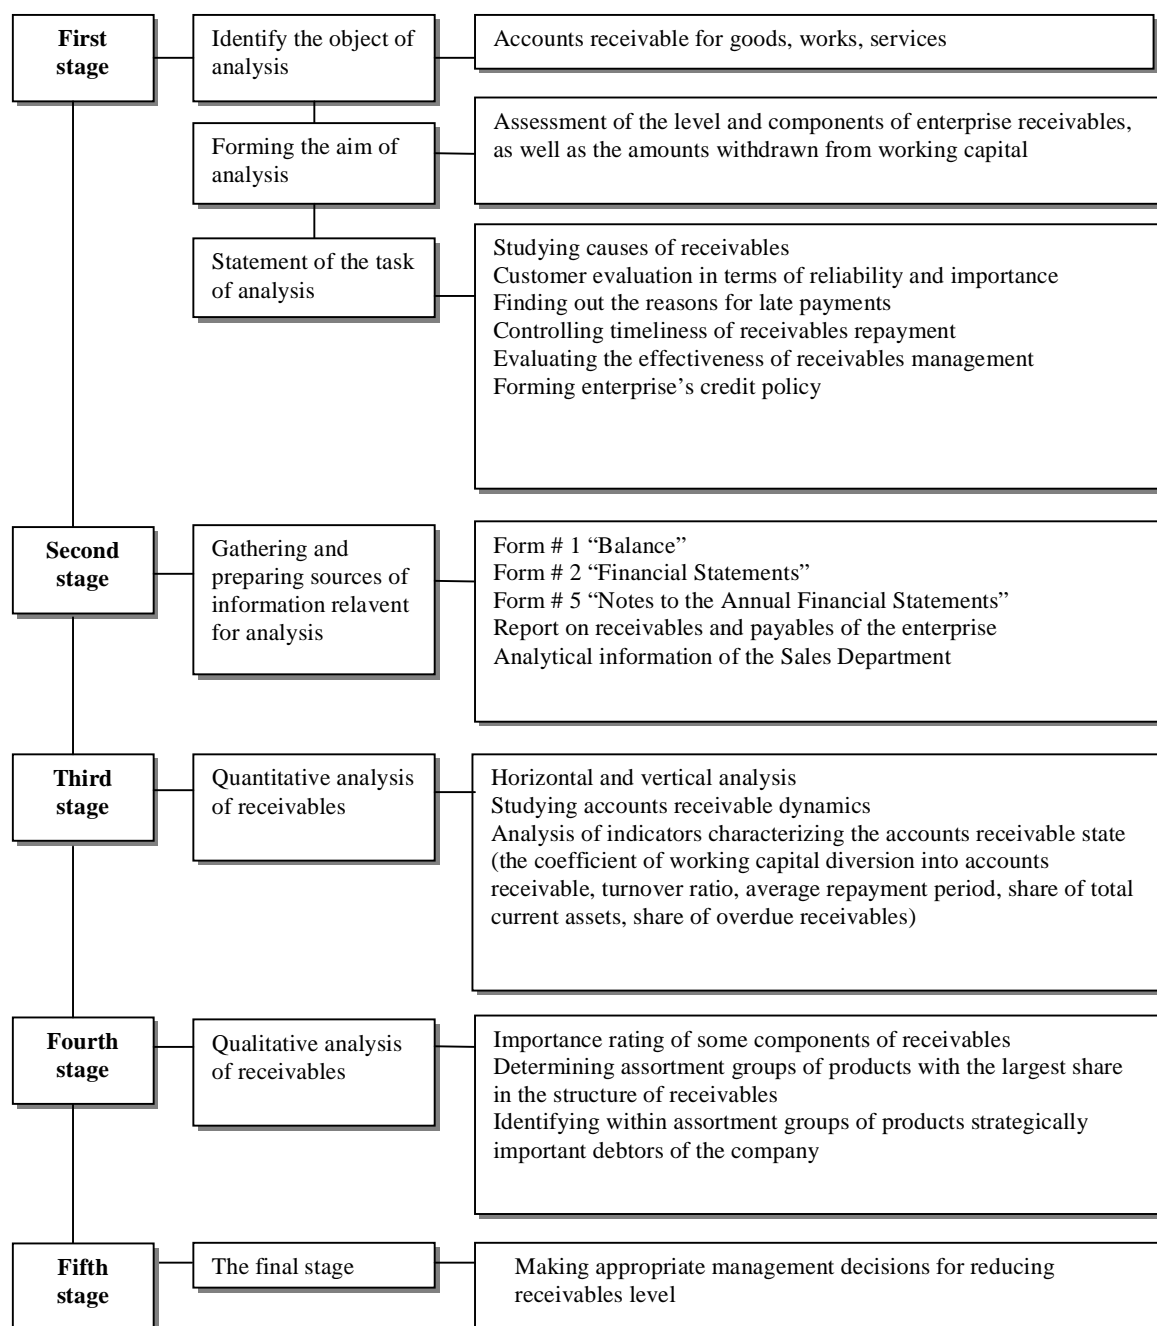 First
stage
Identify the object of
analysis
Accounts receivable for goods, works, services
Forming the aim of
analysis
Assessment of the level and components of enterprise receivables,
as well as the amounts withdrawn from working capital
Statement of the task
of analysis
Studying causes of receivables
Customer evaluation in terms of reliability and importance
Finding out the reasons for late payments
Controlling timeliness of receivables repayment
Evaluating the effectiveness of receivables management
Forming enterprise’s credit policy
Second
stage
Gathering and
preparing sources of
information relavent
for analysis
Form # 1 “Balance”
Form # 2 “Financial Statements”
Form # 5 “Notes to the Annual Financial Statements”
Report on receivables and payables of the enterprise
Analytical information of the Sales Department
Third
stage
Quantitative analysis
of receivables
Horizontal and vertical analysis
Studying accounts receivable dynamics
Analysis of indicators characterizing the accounts receivable state
(the coefficient of working capital diversion into accounts
receivable, turnover ratio, average repayment period, share of total
current assets, share of overdue receivables)
Fourth
stage
Qualitative analysis
of receivables
Importance rating of some components of receivables
Determining assortment groups of products with the largest share
in the structure of receivables
Identifying within assortment groups of products strategically
important debtors of the company
Fifth
stage
The final stage
Making appropriate management decisions for reducing
receivables level